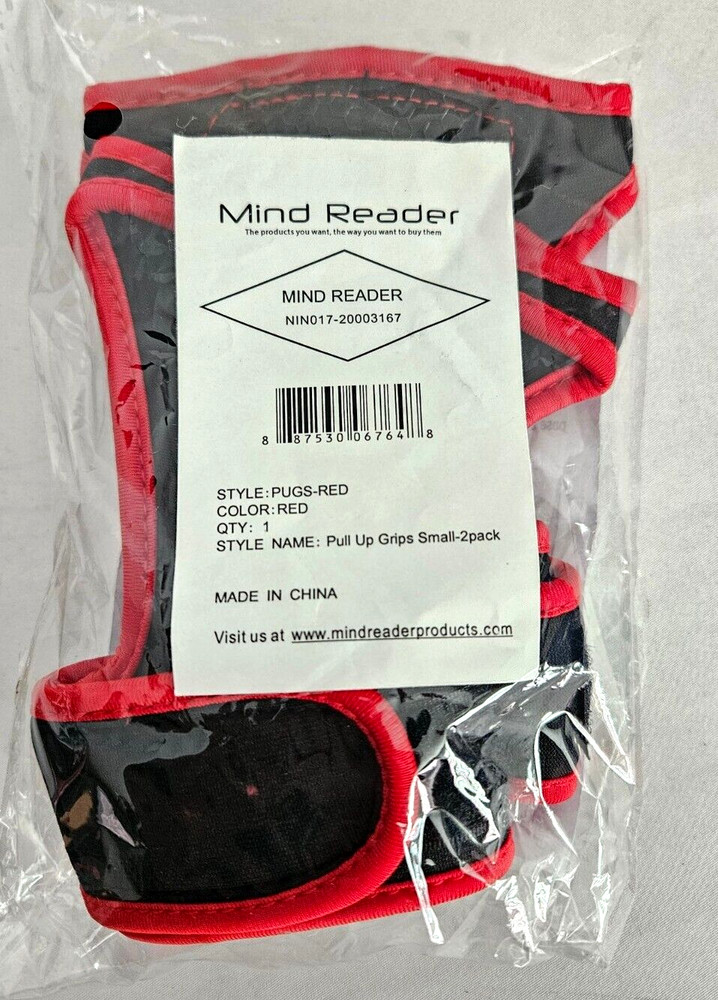 Mind Reader
The products you want, the way you want to buy them
MIND READER
NIN017-20003167
8 87530 06764 8
STYLE:PUGS-RED
COLOR:RED
QTY: 1
STYLE NAME: Pull Up Grips Small-2pack
MADE IN CHINA
Visit us at www.mindreaderproducts.com